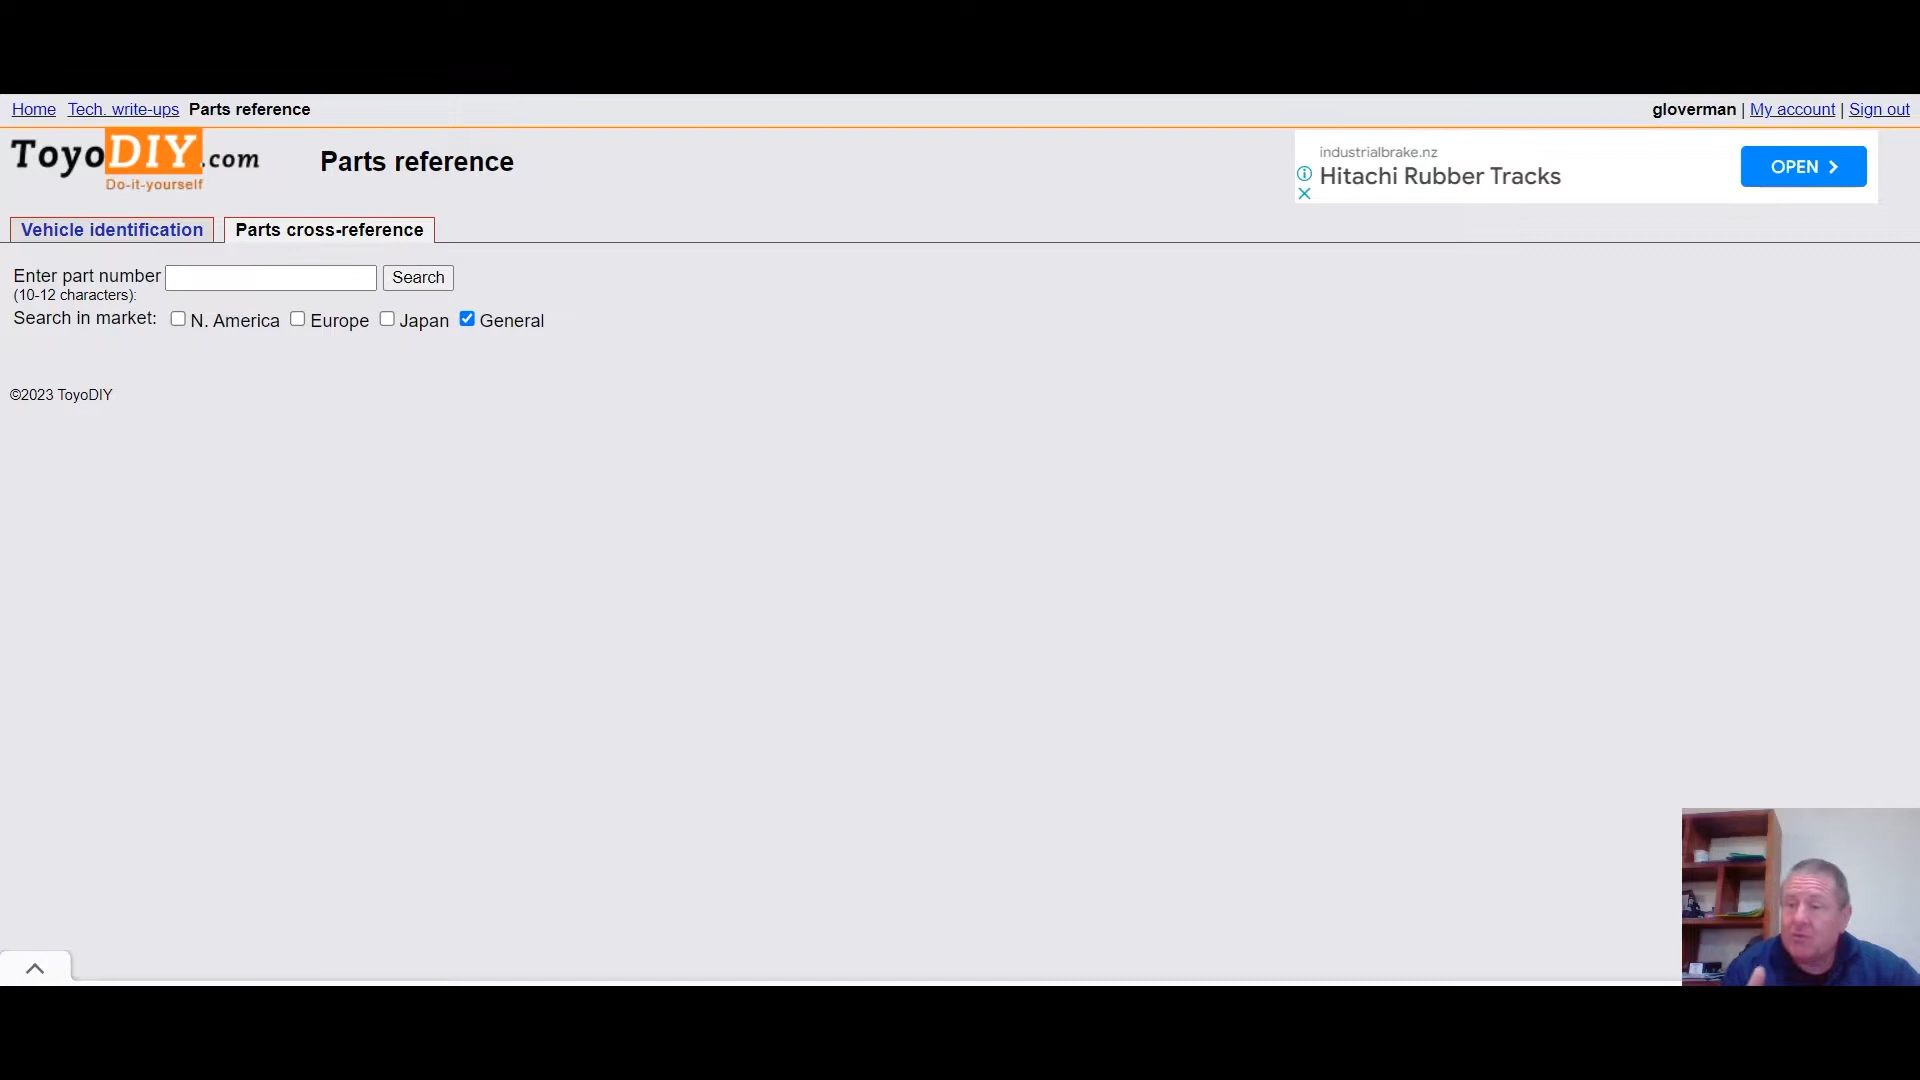 Home Tech. write-ups Parts reference
gloverman | My account | Sign out
ToyoDIY.com
Do-it-yourself
Parts reference
industrialbrake.nz
Hitachi Rubber Tracks
OPEN
Vehicle identification Parts cross-reference
Enter part number Search
(10-12 characters):
Search in market: N. America Europe Japan General
©2023 ToyoDIY